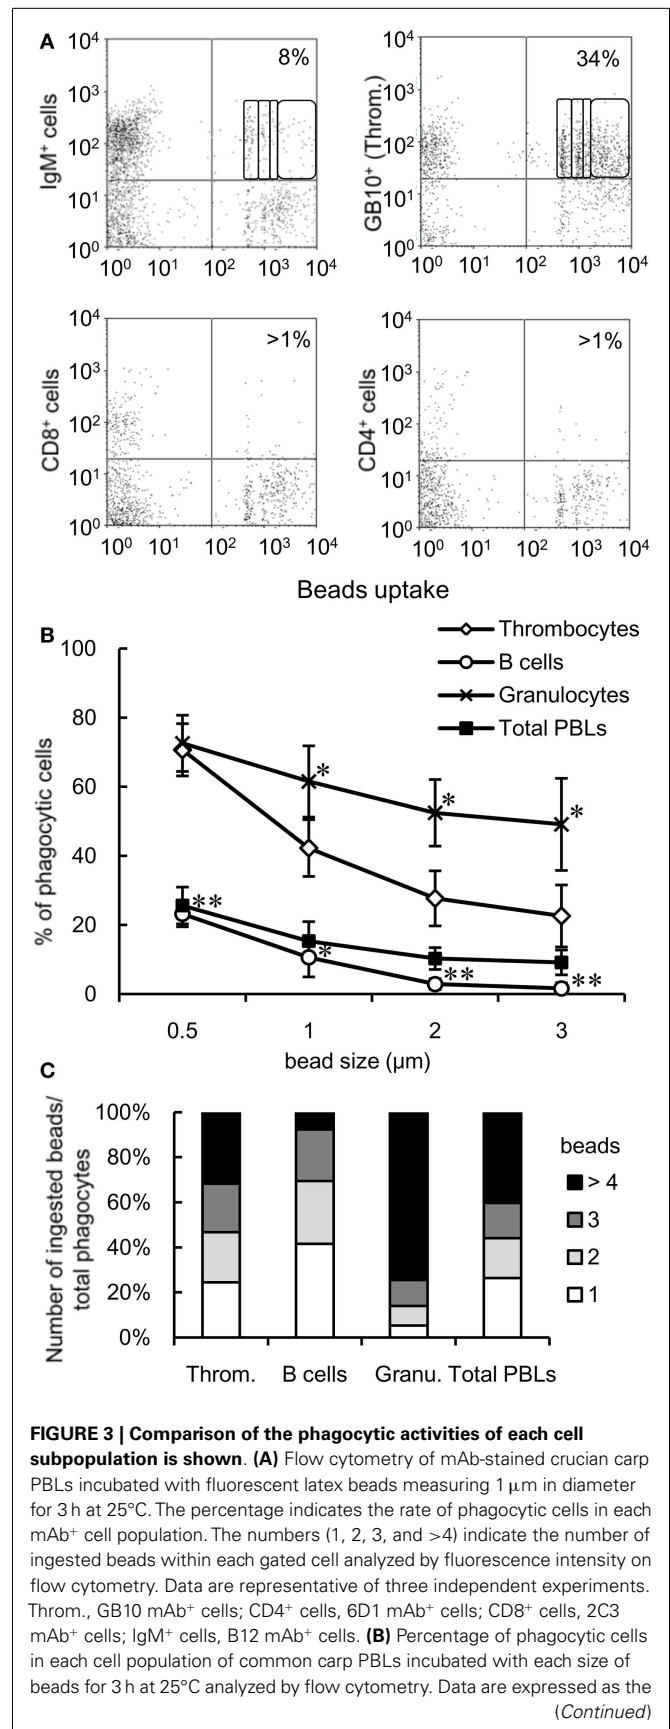 A
8%
34%
IgM⁺ cells
10⁴
10³
10²
10¹
10⁰
10⁰ 10¹ 10² 10³ 10⁴
GB10⁺ (Throm.)
10⁴
10³
10²
10¹
10⁰
10⁰ 10¹ 10² 10³ 10⁴
>1%
>1%
CD8⁺ cells
10⁴
10³
10²
10¹
10⁰
10⁰ 10¹ 10² 10³ 10⁴
CD4⁺ cells
10⁴
10³
10²
10¹
10⁰
10⁰ 10¹ 10² 10³ 10⁴
Beads uptake
B
% of phagocytic cells
100
80
60
40
20
0
Thrombocytes
B cells
Granulocytes
Total PBLs
*
*
*
**
*
**
**
0.5 1 2 3
bead size (µm)
C
Number of ingested beads/
total phagocytes
100%
80%
60%
40%
20%
0%
beads
> 4
3
2
1
Throm. B cells Granu. Total PBLs
FIGURE 3 | Comparison of the phagocytic activities of each cell
subpopulation is shown. (A) Flow cytometry of mAb-stained crucian carp
PBLs incubated with fluorescent latex beads measuring 1 µm in diameter
for 3 h at 25°C. The percentage indicates the rate of phagocytic cells in each
mAb⁺ cell population. The numbers (1, 2, 3, and >4) indicate the number of
ingested beads within each gated cell analyzed by fluorescence intensity on
flow cytometry. Data are representative of three independent experiments.
Throm., GB10 mAb⁺ cells; CD4⁺ cells, 6D1 mAb⁺ cells; CD8⁺ cells, 2C3
mAb⁺ cells; IgM⁺ cells, B12 mAb⁺ cells. (B) Percentage of phagocytic cells
in each cell population of common carp PBLs incubated with each size of
beads for 3 h at 25°C analyzed by flow cytometry. Data are expressed as the
(Continued)